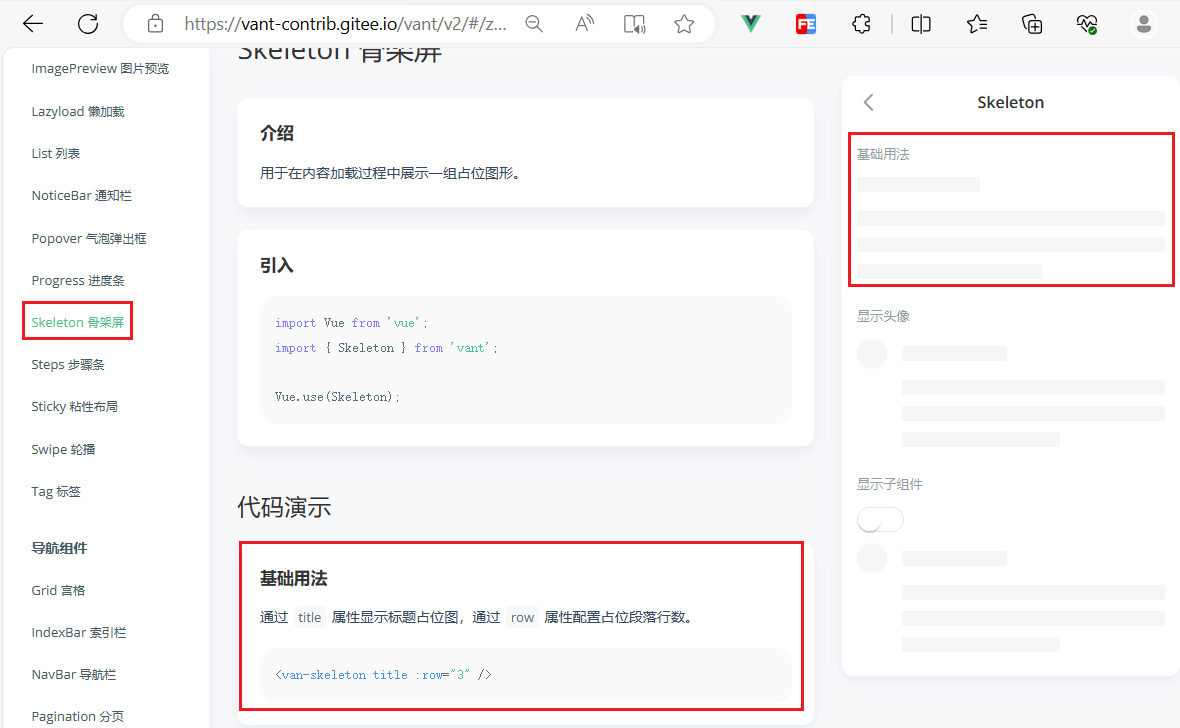 https://vant-contrib.gitee.io/vant/v2/#/z...
ImagePreview 图片预览
Lazyload 懒加载
List 列表
NoticeBar 通知栏
Popover 气泡弹出框
Progress 进度条
Skeleton 骨架屏
Steps 步骤条
Sticky 粘性布局
Swipe 轮播
Tag 标签
导航组件
Grid 宫格
IndexBar 索引栏
NavBar 导航栏
Pagination 分页
Skeleton 骨架屏
介绍
用于在内容加载过程中展示一组占位图形。
引入
import Vue from 'vue';
import { Skeleton } from 'vant';
Vue.use(Skeleton);
代码演示
基础用法
通过 title 属性显示标题占位图，通过 row 属性配置占位段落行数。
<van-skeleton title :row="3" />
Skeleton
基础用法
显示头像
显示子组件